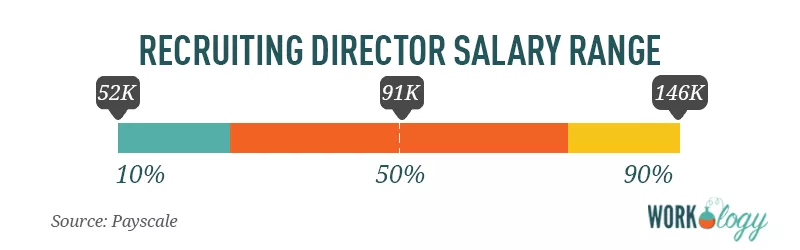 RECRUITING DIRECTOR SALARY RANGE
52K 91K 146K
10% 50% 90%
Source: Payscale
WORKology